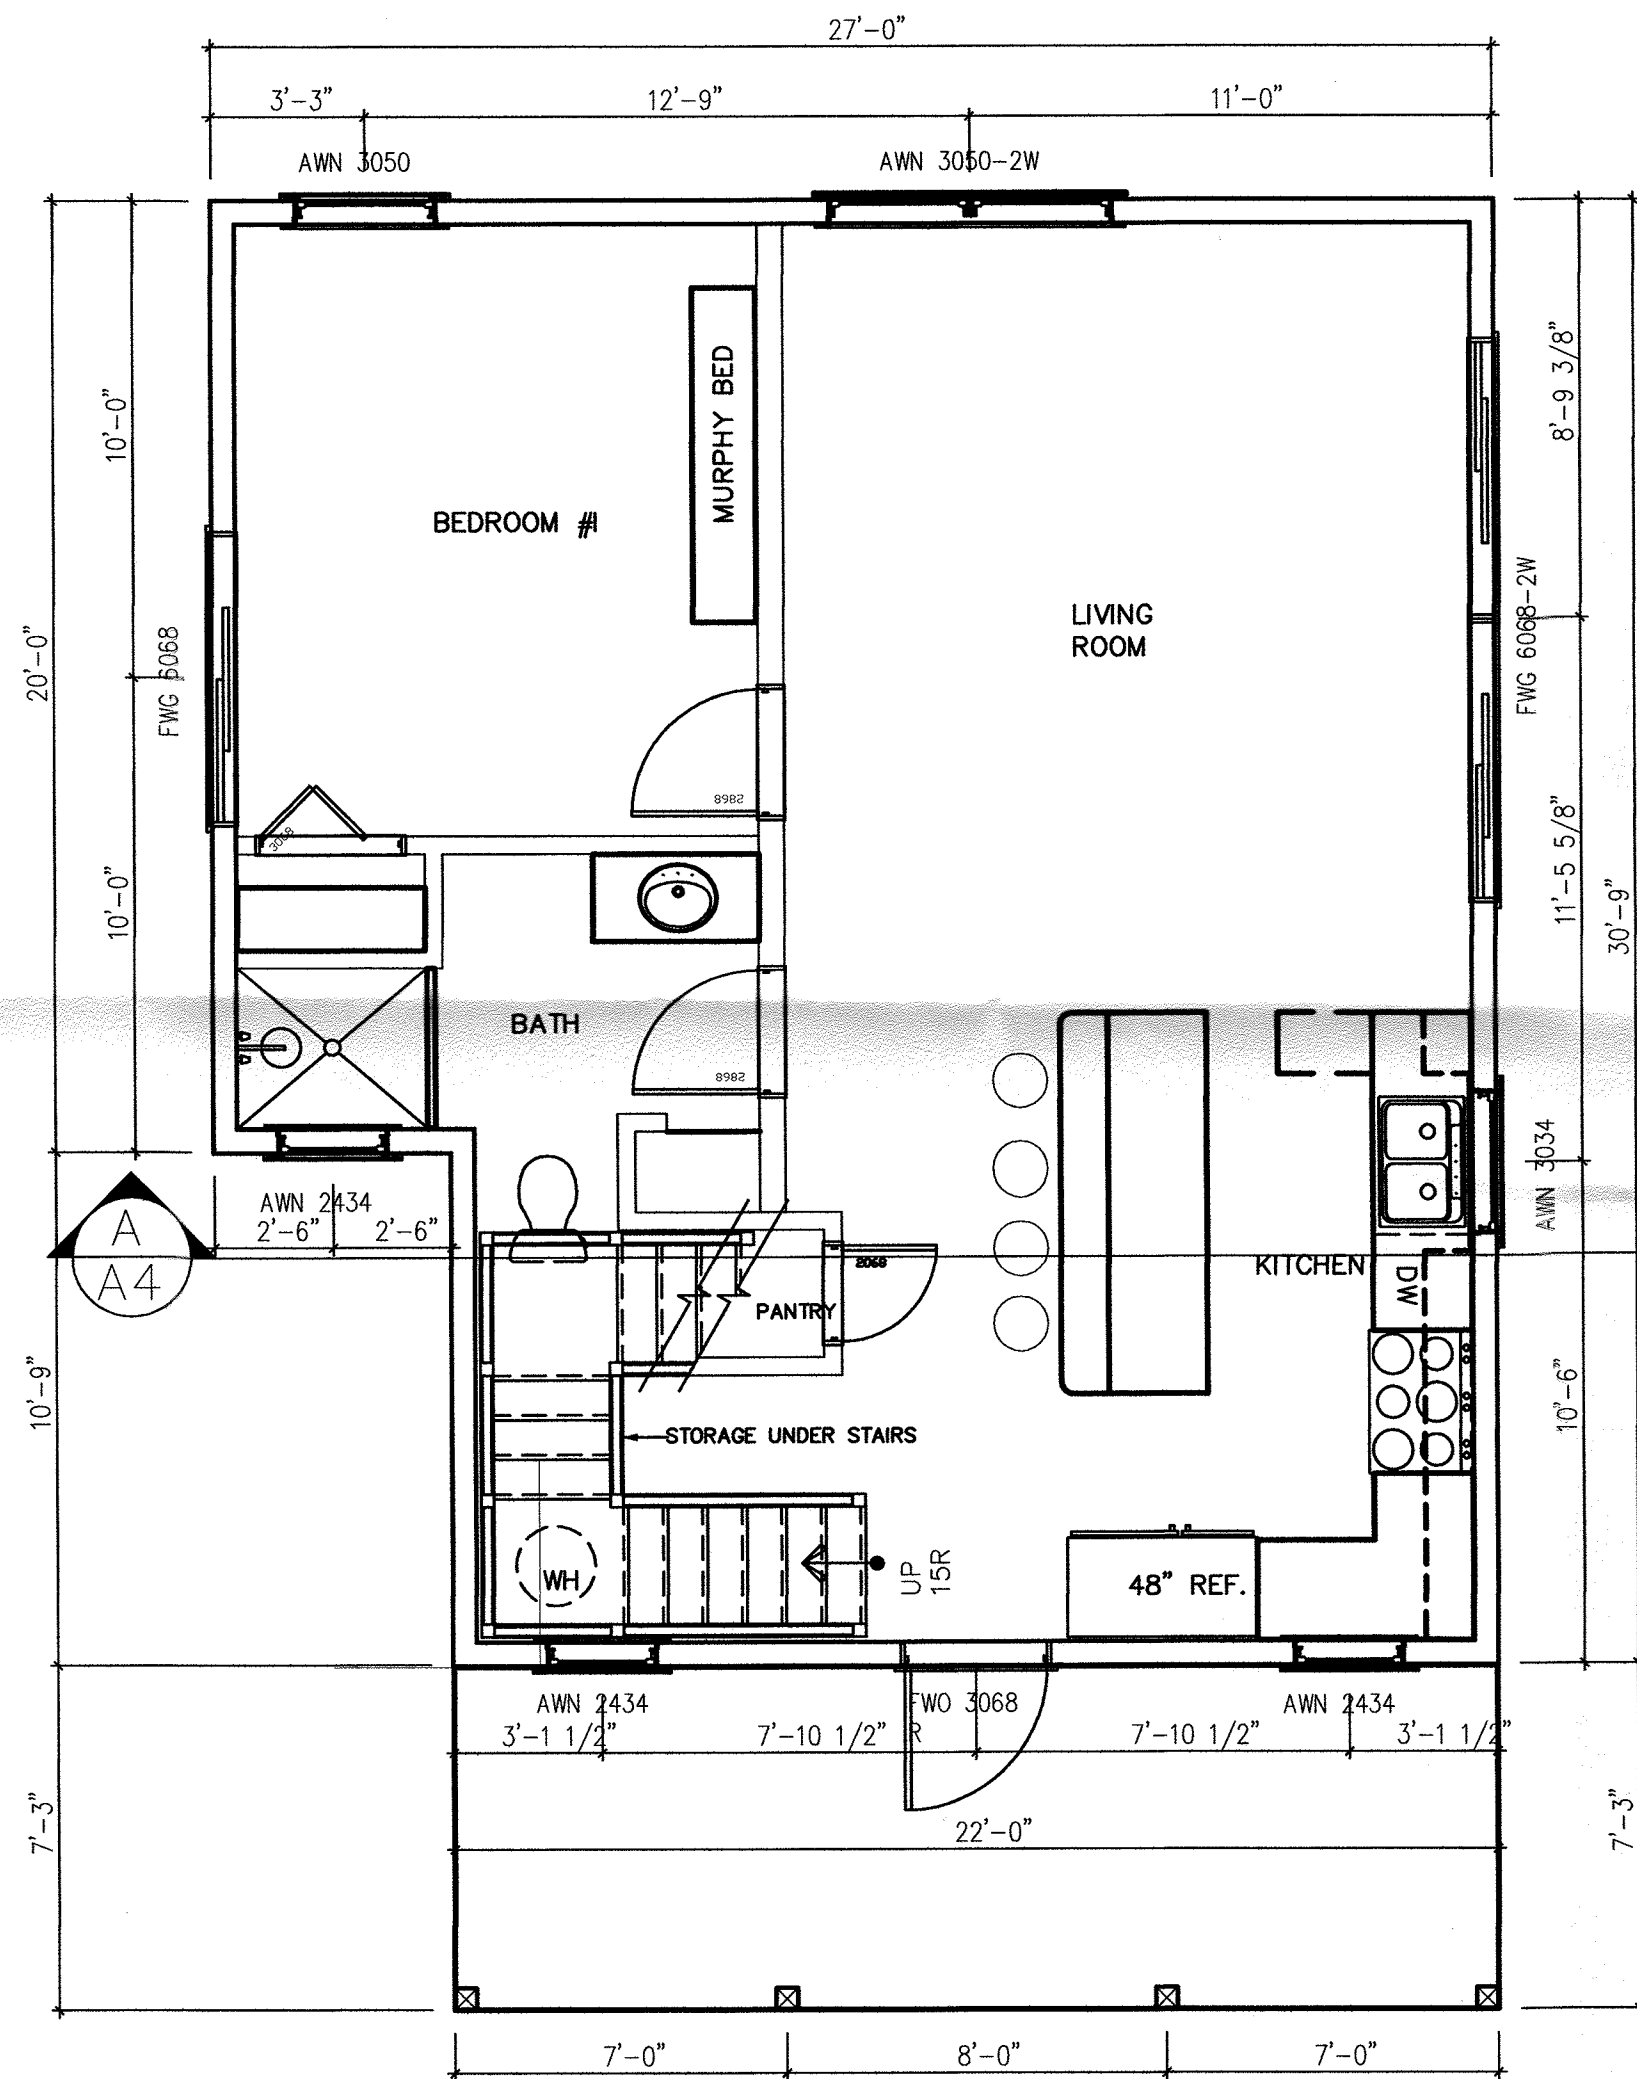 27'-0"
3'-3"
12'-9"
11'-0"
AWN 3050
AWN 3050-2W
8'-9 3/8"
10'-0"
MURPHY BED
BEDROOM #1
LIVING
ROOM
20'-0"
FWG 6068
FWG 6068-2W
2868
3068
11'-5 5/8"
10'-0"
30'-9"
BATH
2868
AWN 3034
AWN 2434
2'-6"
2'-6"
A
A4
KITCHEN
DW
2068
PANTRY
10'-9"
10'-6"
STORAGE UNDER STAIRS
WH
UP
15R
48" REF.
AWN 2434
FWO 3068
R
AWN 2434
3'-1 1/2"
7'-10 1/2"
7'-10 1/2"
3'-1 1/2"
7'-3"
7'-3"
22'-0"
7'-0"
8'-0"
7'-0"